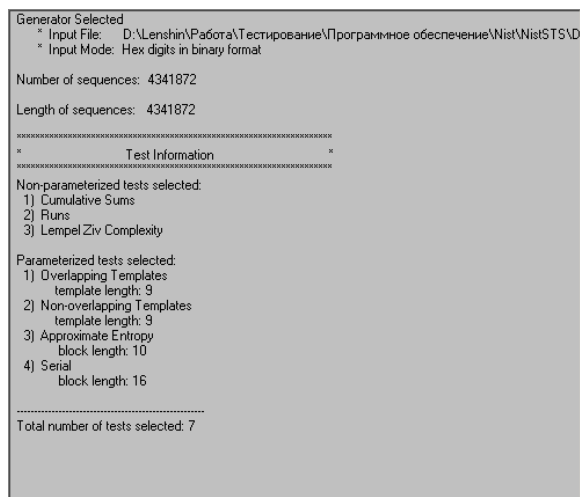 Generator Selected
* Input File: D:\Lenshin\Работа\Тестирование\Программное обеспечение\Nist\NistSTS\D
* Input Mode: Hex digits in binary format
Number of sequences: 4341872
Length of sequences: 4341872
************************************************************************
* Test Information *
************************************************************************
Non-parameterized tests selected:
1) Cumulative Sums
2) Runs
3) Lempel Ziv Complexity
Parameterized tests selected:
1) Overlapping Templates
template length: 9
2) Non-overlapping Templates
template length: 9
3) Approximate Entropy
block length: 10
4) Serial
block length: 16
------------------------------------------------------
Total number of tests selected: 7